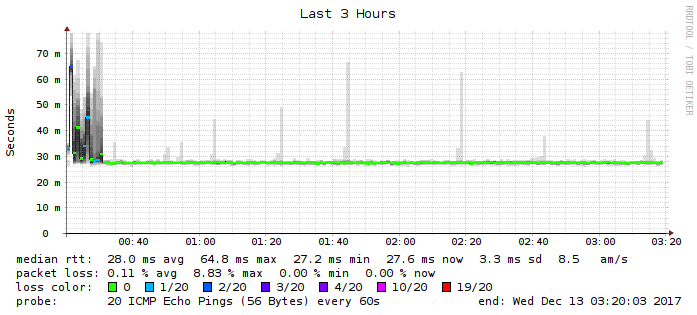 Last 3 Hours
RRDTOOL / TOBI OETIKER
Seconds
70 m
60 m
50 m
40 m
30 m
20 m
10 m
0
00:40 01:00 01:20 01:40 02:00 02:20 02:40 03:00 03:20
median rtt: 28.0 ms avg 64.8 ms max 27.2 ms min 27.6 ms now 3.3 ms sd 8.5 am/s
packet loss: 0.11 % avg 8.83 % max 0.00 % min 0.00 % now
loss color: 0 1/20 2/20 3/20 4/20 10/20 19/20
probe: 20 ICMP Echo Pings (56 Bytes) every 60s end: Wed Dec 13 03:20:03 2017